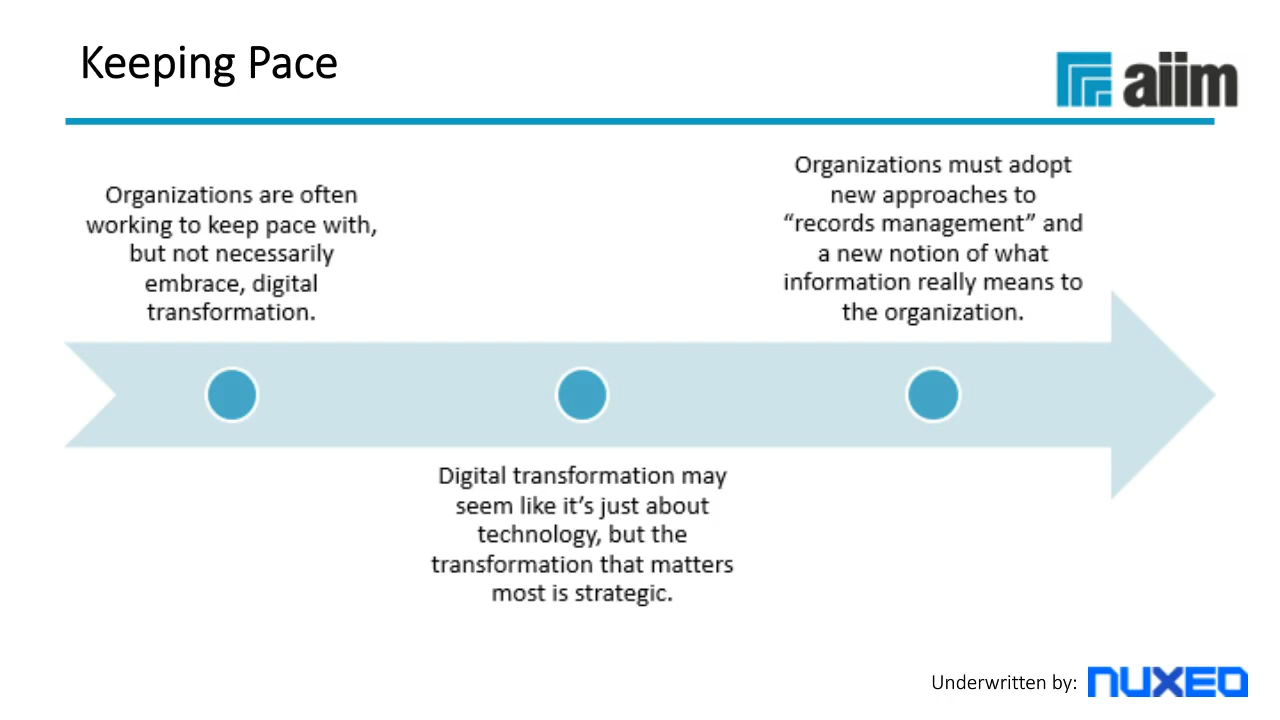 Keeping Pace
aiim
Organizations are often
working to keep pace with,
but not necessarily
embrace, digital
transformation.
Digital transformation may
seem like it’s just about
technology, but the
transformation that matters
most is strategic.
Organizations must adopt
new approaches to
“records management” and
a new notion of what
information really means to
the organization.
Underwritten by: nuxeo